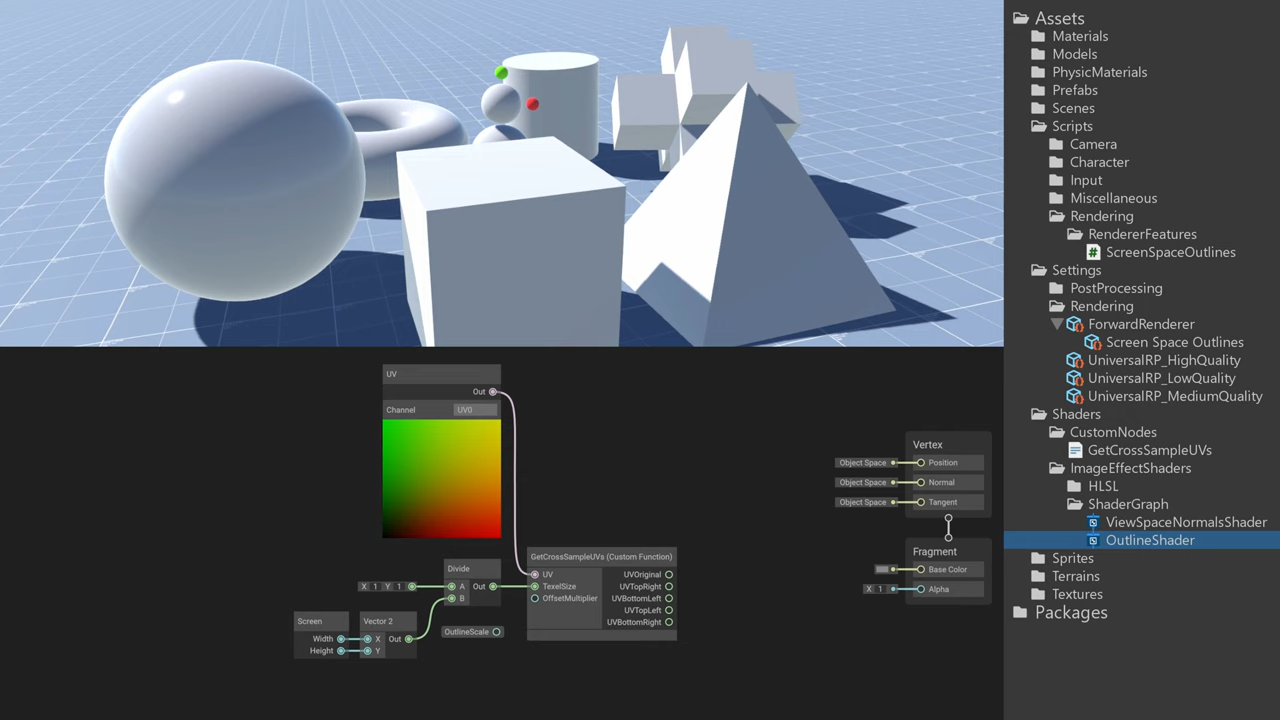 Assets
Materials
Models
PhysicMaterials
Prefabs
Scenes
Scripts
Camera
Character
Input
Miscellaneous
Rendering
RendererFeatures
# ScreenSpaceOutlines
Settings
PostProcessing
Rendering
ForwardRenderer
Screen Space Outlines
UniversalRP_HighQuality
UniversalRP_LowQuality
UniversalRP_MediumQuality
Shaders
CustomNodes
GetCrossSampleUVs
ImageEffectShaders
HLSL
ShaderGraph
ViewSpaceNormalsShader
OutlineShader
Sprites
Terrains
Textures
Packages
UV
Out
Channel UV0
Screen
Width
Height
Vector 2
X Out
Y
X 1 Y 1
Divide
A Out
B
OutlineScale
GetCrossSampleUVs (Custom Function)
UV UVOriginal
TexelSize UVTopRight
OffsetMultiplier UVBottomLeft
UVTopLeft
UVBottomRight
Vertex
Object Space Position
Object Space Normal
Object Space Tangent
Fragment
Base Color
X 1 Alpha